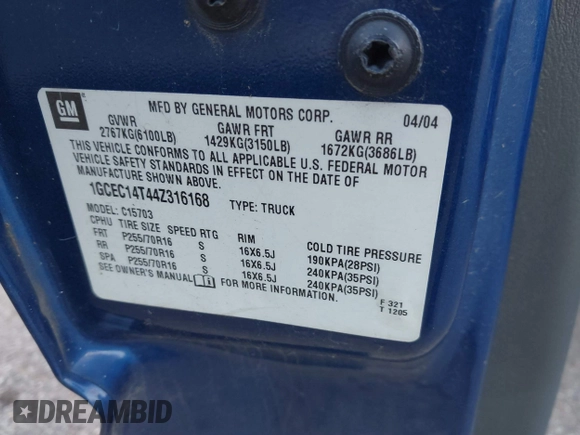 GM
MFD BY GENERAL MOTORS CORP. 04/04
GVWR GAWR FRT GAWR RR
2767KG(6100LB) 1429KG(3150LB) 1672KG(3686LB)
THIS VEHICLE CONFORMS TO ALL APPLICABLE U.S. FEDERAL MOTOR
VEHICLE SAFETY STANDARDS IN EFFECT ON THE DATE OF
MANUFACTURE SHOWN ABOVE.
1GCEC14T44Z316168 TYPE: TRUCK
MODEL: C15703
CPHU TIRE SIZE SPEED RTG RIM COLD TIRE PRESSURE
FRT P255/70R16 S 16X6.5J 190KPA(28PSI)
RR P255/70R16 S 16X6.5J 240KPA(35PSI)
SPA P255/70R16 S 16X6.5J 240KPA(35PSI)
SEE OWNER'S MANUAL FOR MORE INFORMATION.
F 321
T 1205
DREAMBID